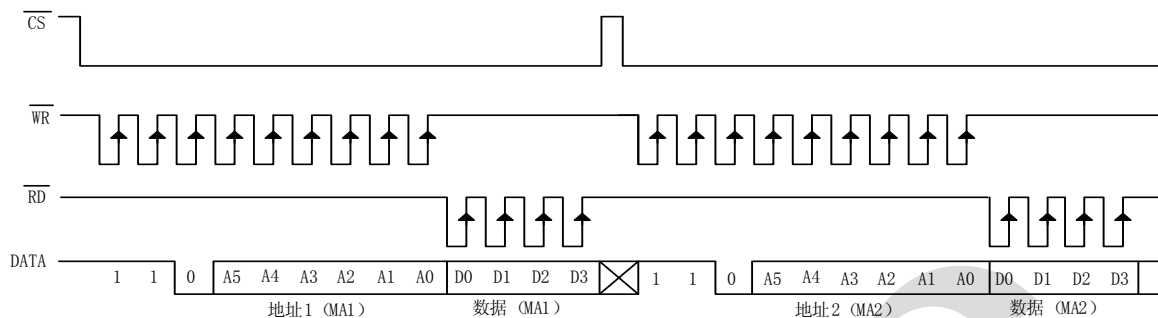 CS
WR
RD
DATA 1 1 0 A5 A4 A3 A2 A1 A0 D0 D1 D2 D3 1 1 0 A5 A4 A3 A2 A1 A0 D0 D1 D2 D3
地址1 (MA1) 数据 (MA1) 地址2 (MA2) 数据 (MA2)